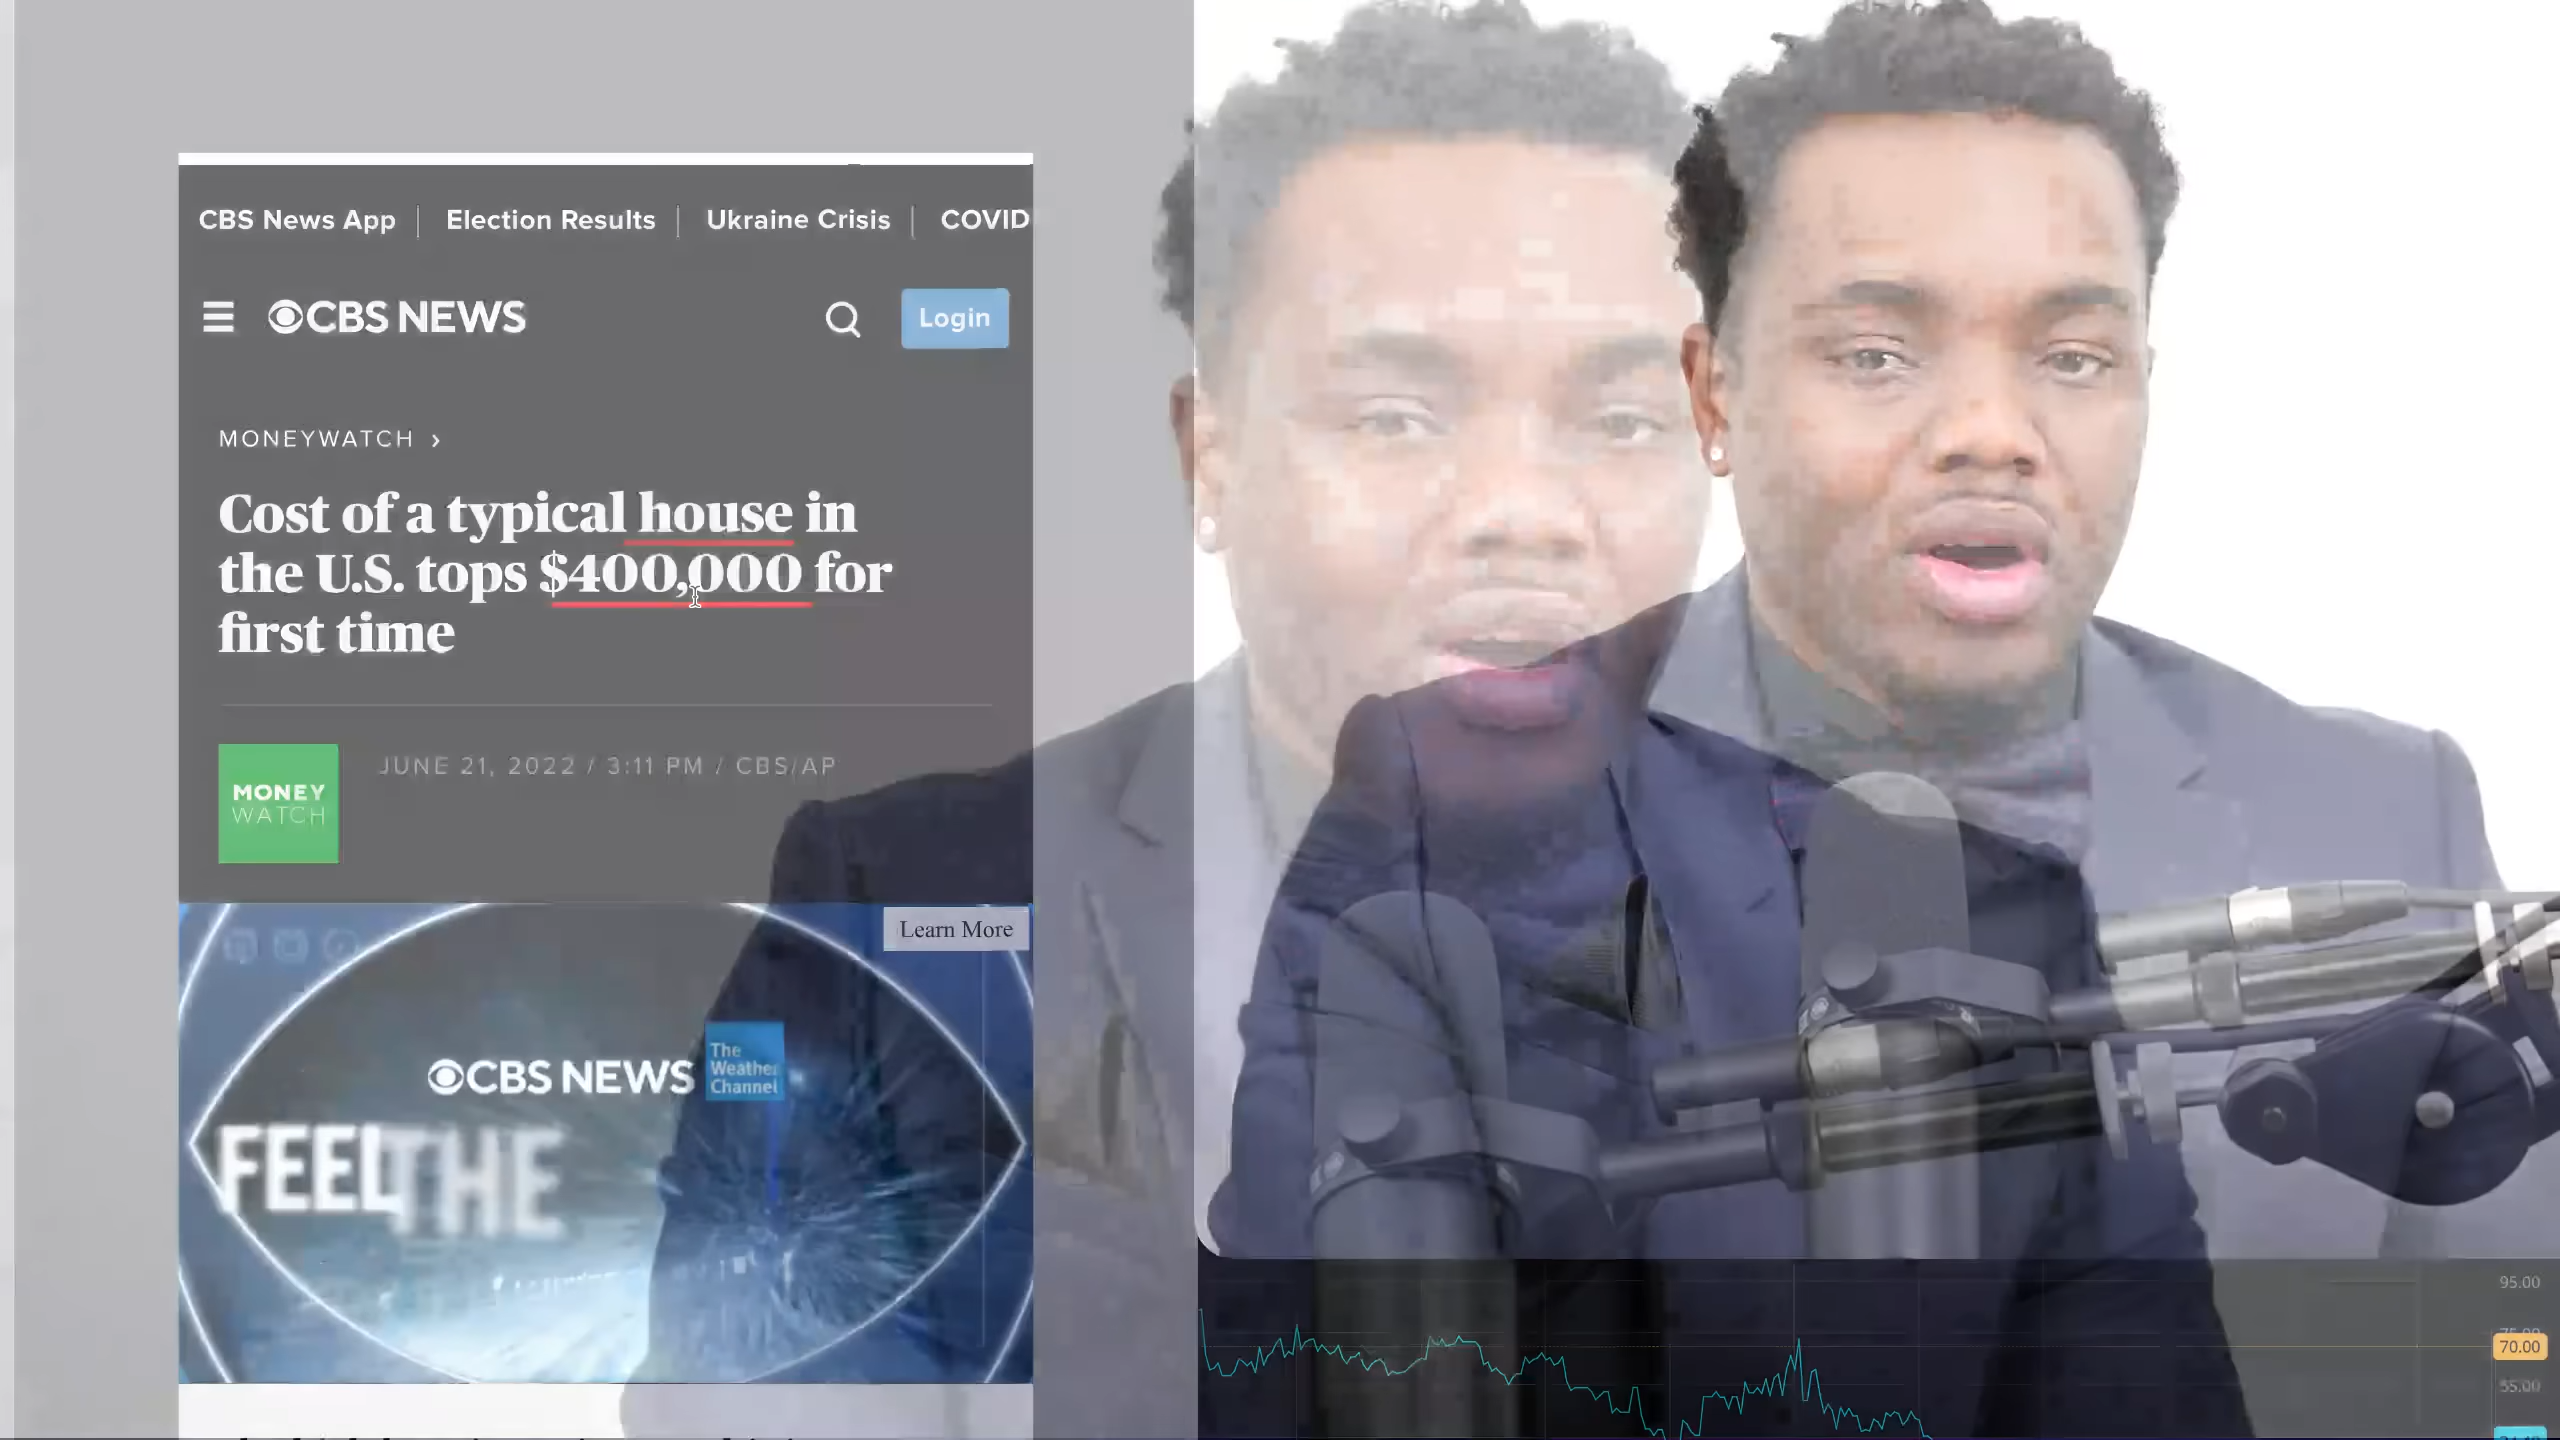 CBS News App | Election Results | Ukraine Crisis | COVID
CBS NEWS
Login
MONEYWATCH ›
Cost of a typical house in
the U.S. tops $400,000 for
first time
MONEY
WATCH
JUNE 21, 2022 / 3:11 PM / CBS/AP
Learn More
CBS NEWS
The
Weather
Channel
FEEL THE
95.00
70.00
55.00